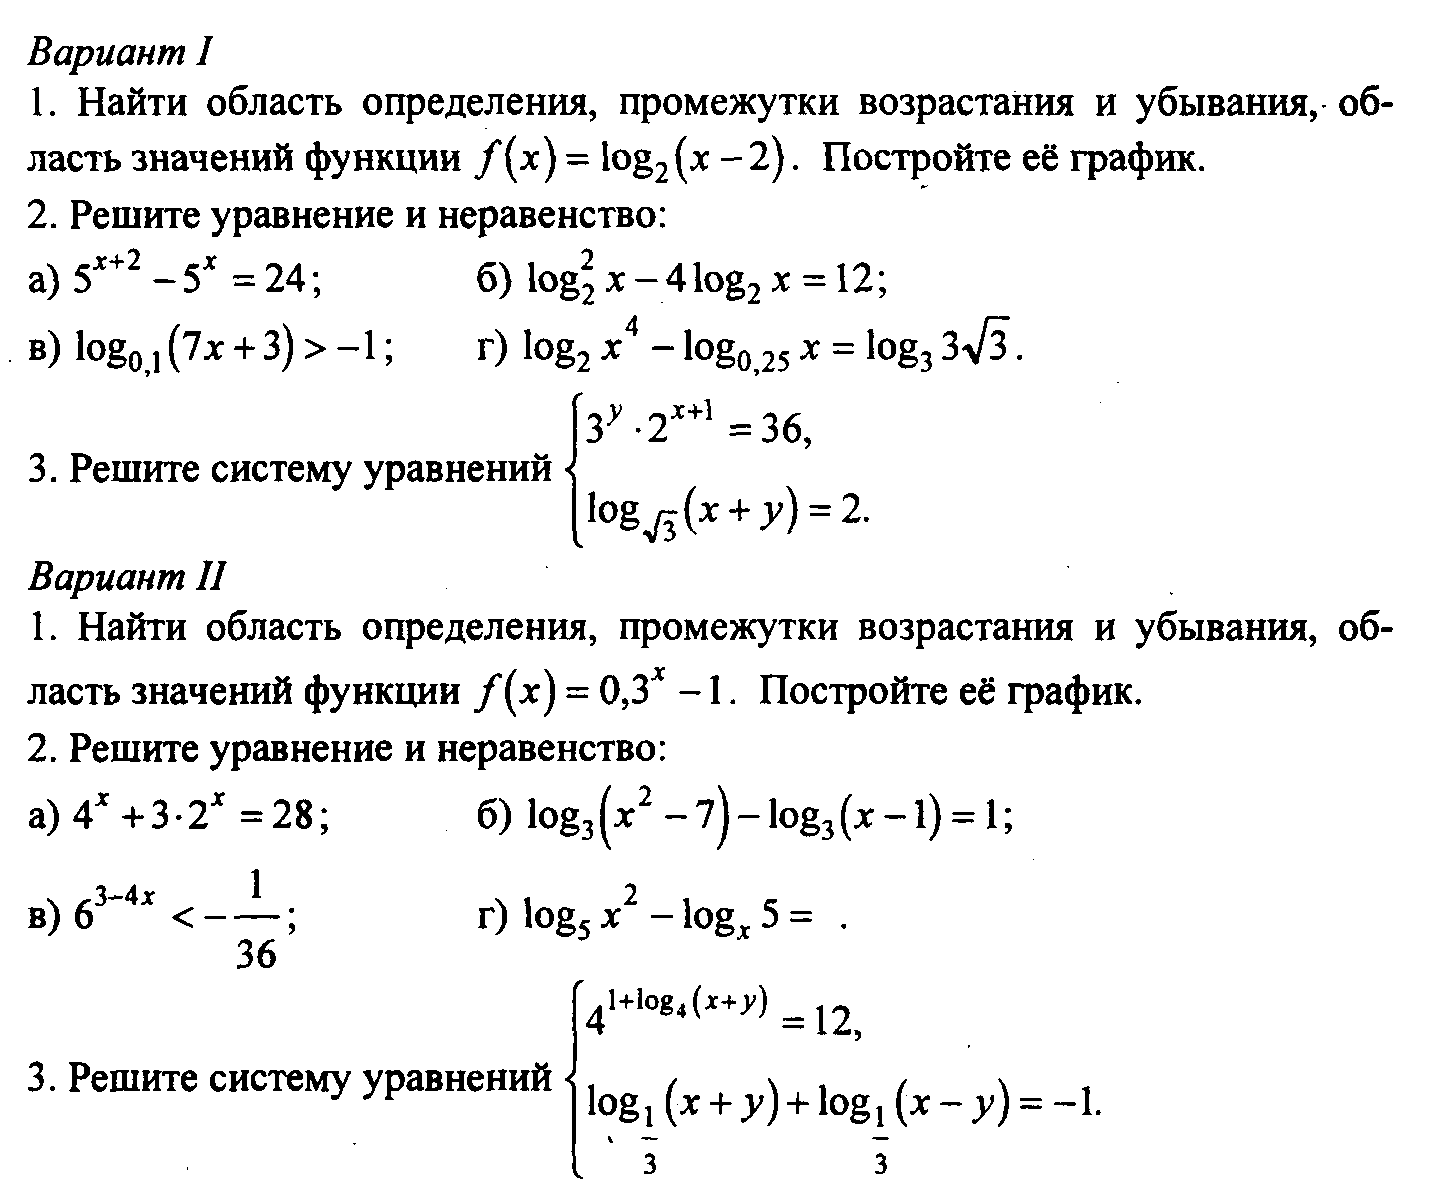 Вариант I
1. Найти область определения, промежутки возрастания и убывания, об-
ласть значений функции f(x) = log₂(x − 2). Постройте её график.
2. Решите уравнение и неравенство:
а) 5^{x+2} − 5^x = 24; б) log₂² x − 4 log₂ x = 12;
в) log_{0,1}(7x + 3) > −1; г) log₂ x⁴ − log_{0,25} x = log₃ 3√3.
3. Решите систему уравнений { 3^y · 2^{x+1} = 36,
log_{√3}(x + y) = 2.
Вариант II
1. Найти область определения, промежутки возрастания и убывания, об-
ласть значений функции f(x) = 0,3^x − 1. Постройте её график.
2. Решите уравнение и неравенство:
а) 4^x + 3·2^x = 28; б) log₃(x² − 7) − log₃(x − 1) = 1;
в) 6^{3−4x} < −1/36; г) log₅ x² − log_x 5 = .
3. Решите систему уравнений { 4^{1+log₄(x+y)} = 12,
log_{1/3}(x + y) + log_{1/3}(x − y) = −1.